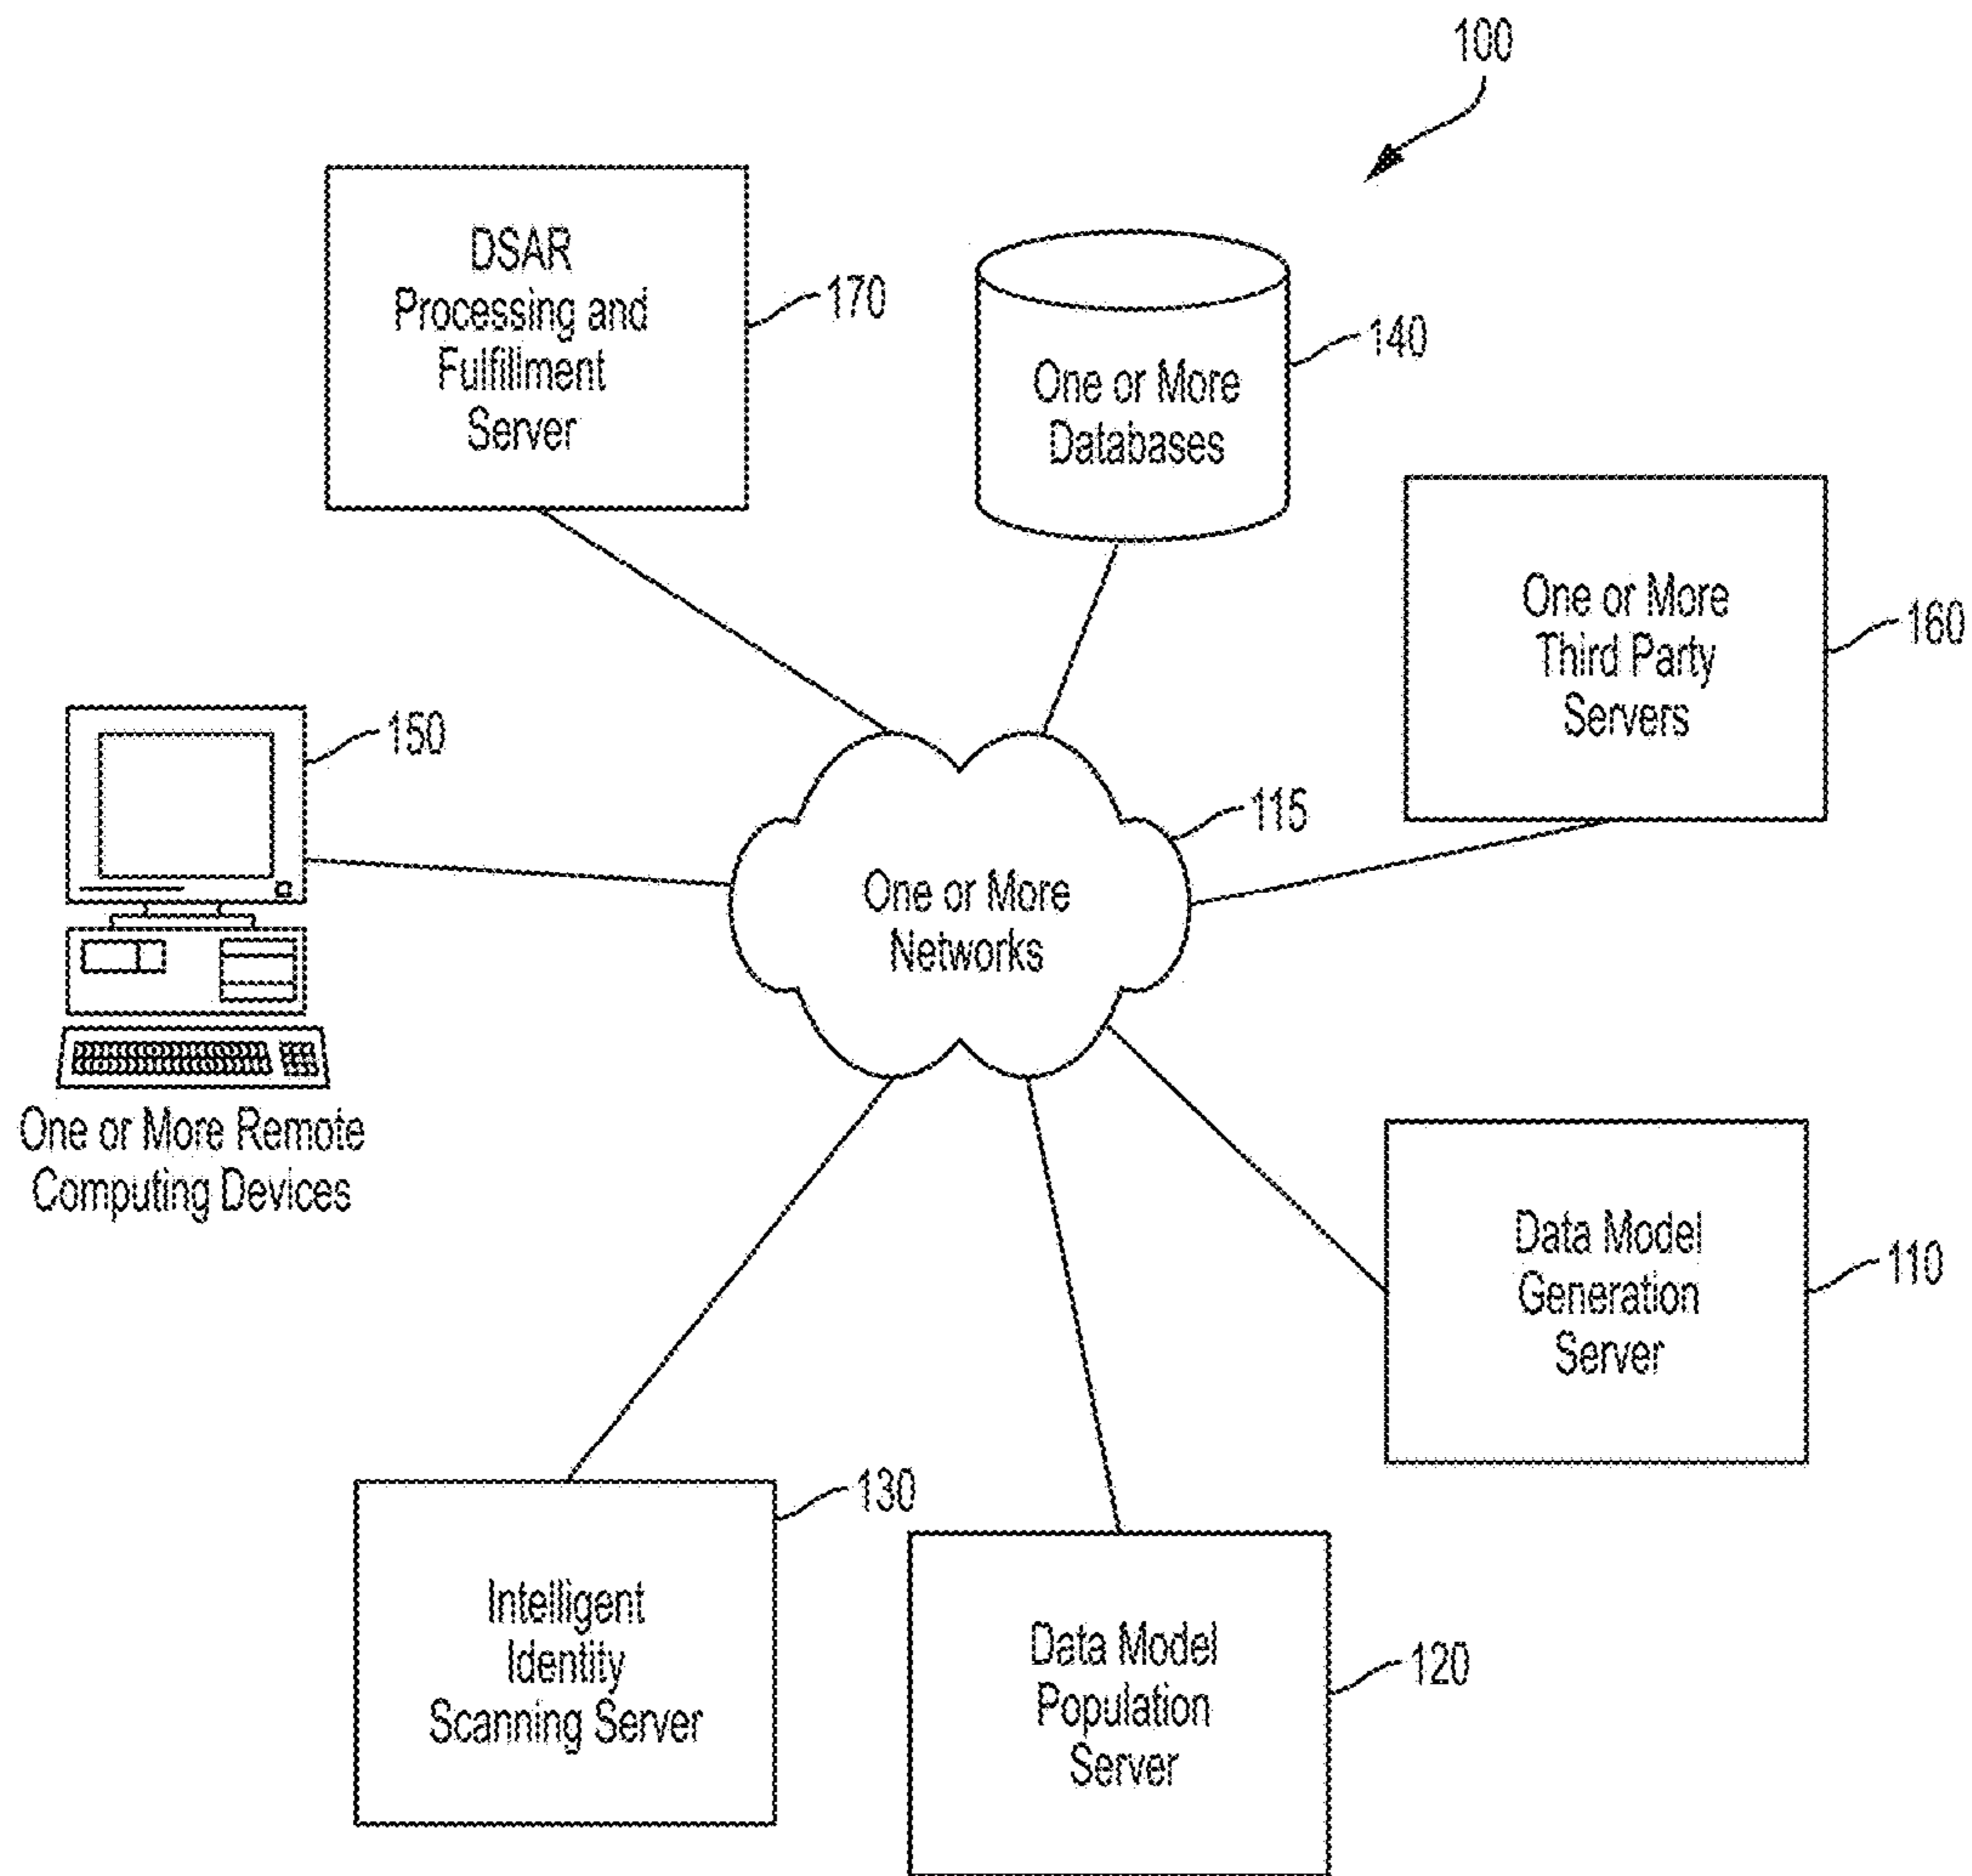 100
DSAR
Processing and
Fulfillment
Server
170
One or More
Databases
140
One or More
Third Party
Servers
160
150
115
One or More
Networks
One or More Remote
Computing Devices
Data Model
Generation
Server
110
130
Intelligent
Identity
Scanning Server
Data Model
Population
Server
120